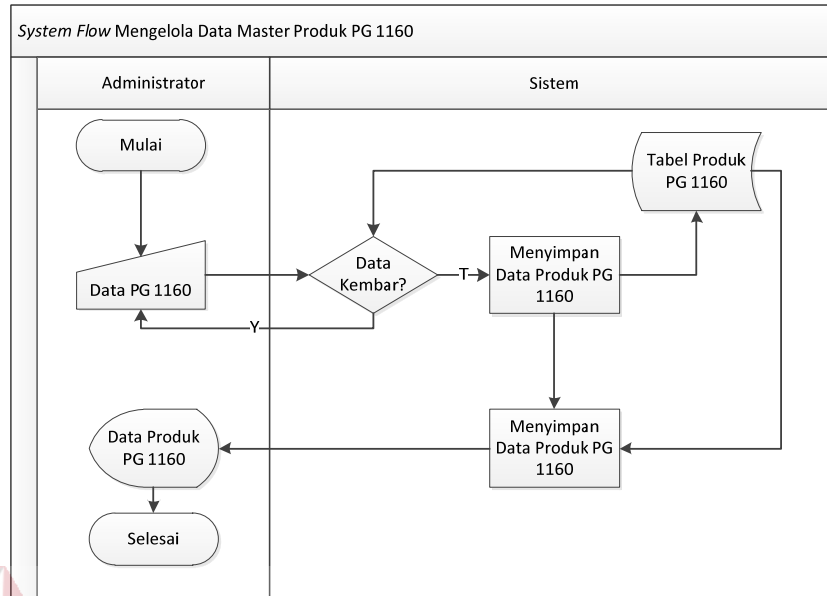 System Flow Mengelola Data Master Produk PG 1160
Administrator
Sistem
Mulai
Tabel Produk
PG 1160
Data PG 1160
Data
Kembar?
T
Menyimpan
Data Produk PG
1160
Y
Data Produk
PG 1160
Menyimpan
Data Produk PG
1160
Selesai